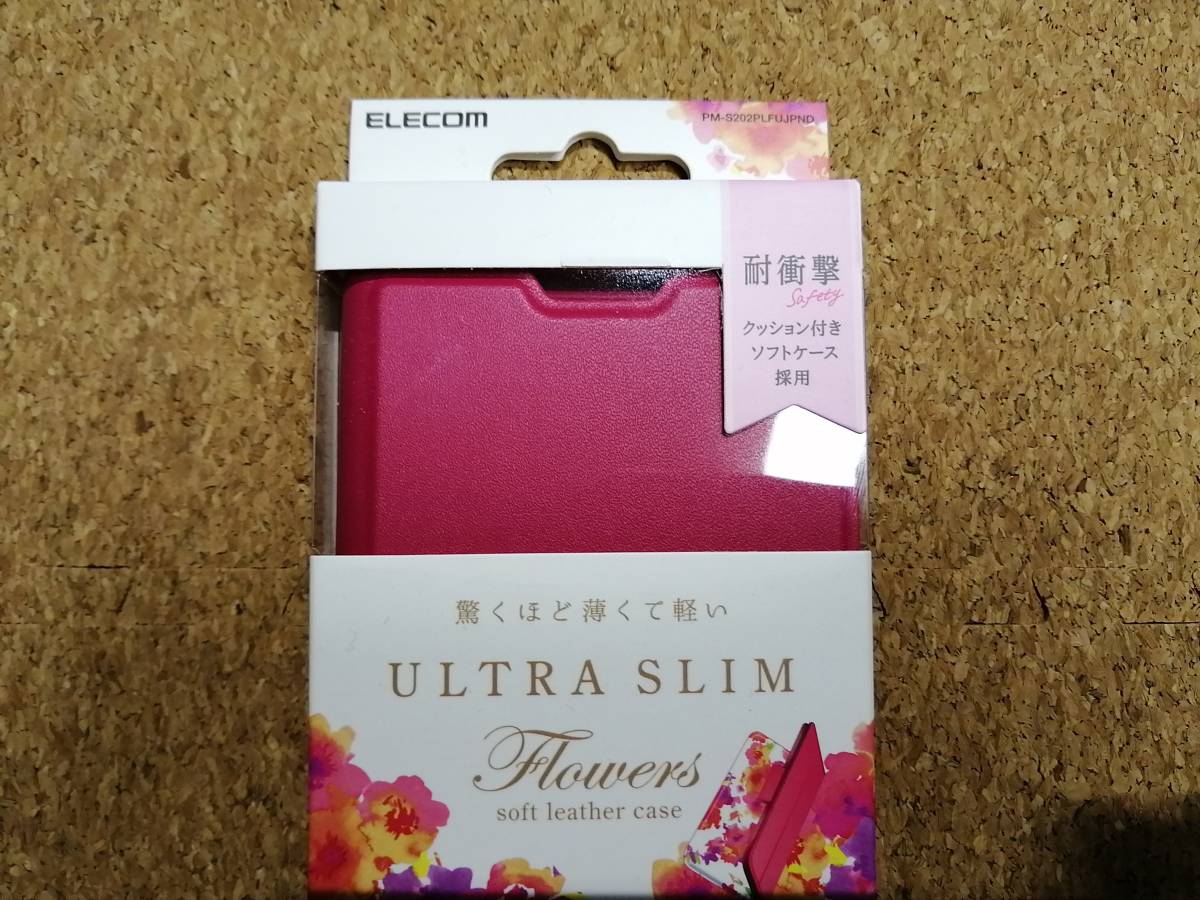 ELECOM
PM-S202PLFUJPND
耐衝撃
Safety
クッション付き
ソフトケース
採用
驚くほど薄くて軽い
ULTRA SLIM
Flowers
soft leather case